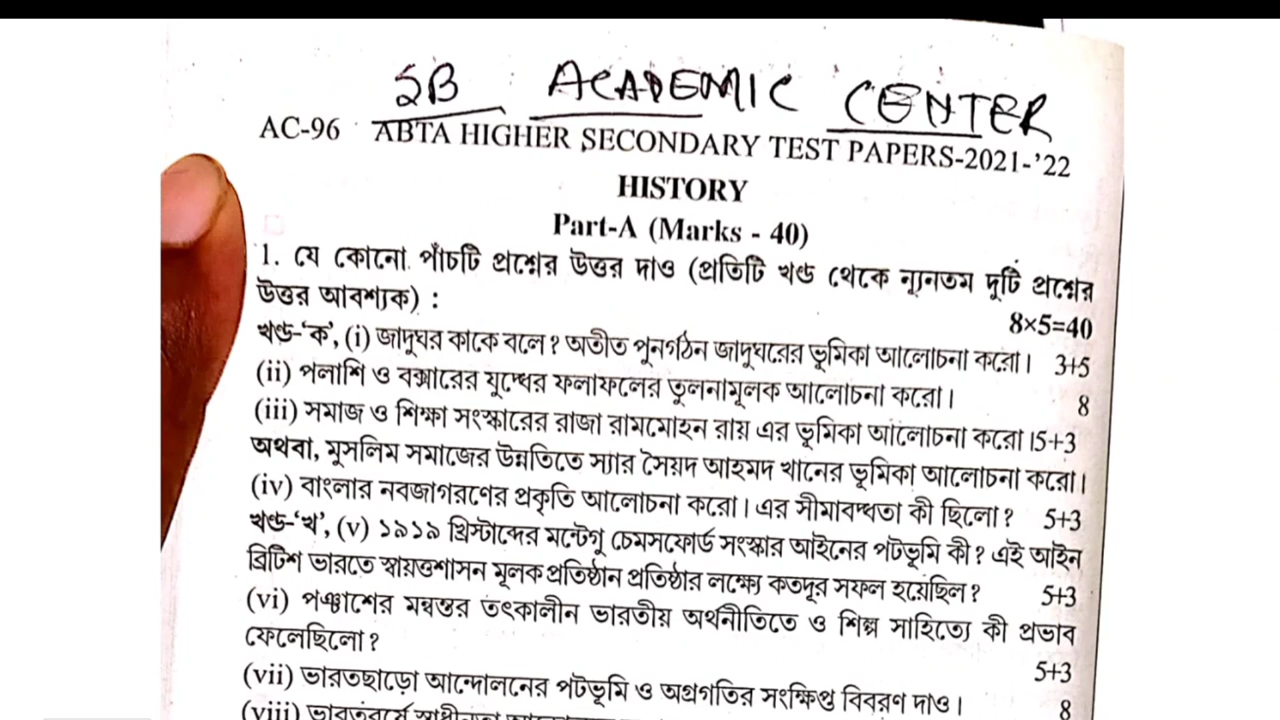 SB ACADEMIC CENTER
AC-96 ABTA HIGHER SECONDARY TEST PAPERS-2021-'22
HISTORY
Part-A (Marks - 40)
1. যে কোনো পাঁচটি প্রশ্নের উত্তর দাও (প্রতিটি খণ্ড থেকে ন্যূনতম দুটি প্রশ্নের
উত্তর আবশ্যক) :
8×5=40
খণ্ড-‘ক’, (i) জাদুঘর কাকে বলে? অতীত পুনর্গঠন জাদুঘরের ভূমিকা আলোচনা করো। 3+5
(ii) পলাশি ও বক্সারের যুদ্ধের ফলাফলের তুলনামূলক আলোচনা করো। 8
(iii) সমাজ ও শিক্ষা সংস্কারের রাজা রামমোহন রায় এর ভূমিকা আলোচনা করো।5+3
অথবা, মুসলিম সমাজের উন্নতিতে স্যার সৈয়দ আহমদ খানের ভূমিকা আলোচনা করো।
(iv) বাংলার নবজাগরণের প্রকৃতি আলোচনা করো। এর সীমাবদ্ধতা কী ছিলো? 5+3
খণ্ড-‘খ’, (v) ১৯১৯ খ্রিস্টাব্দের মন্টেগু চেমসফোর্ড সংস্কার আইনের পটভূমি কী? এই আইন
ব্রিটিশ ভারতে স্বায়ত্তশাসন মূলক প্রতিষ্ঠান প্রতিষ্ঠার লক্ষ্যে কতদূর সফল হয়েছিল? 5+3
(vi) পঞ্চাশের মন্বন্তর তৎকালীন ভারতীয় অর্থনীতিতে ও শিল্প সাহিত্যে কী প্রভাব
ফেলেছিলো? 5+3
(vii) ভারতছাড়ো আন্দোলনের পটভূমি ও অগ্রগতির সংক্ষিপ্ত বিবরণ দাও। 8
(viii) ভারতবর্ষে স্বাধীনতা